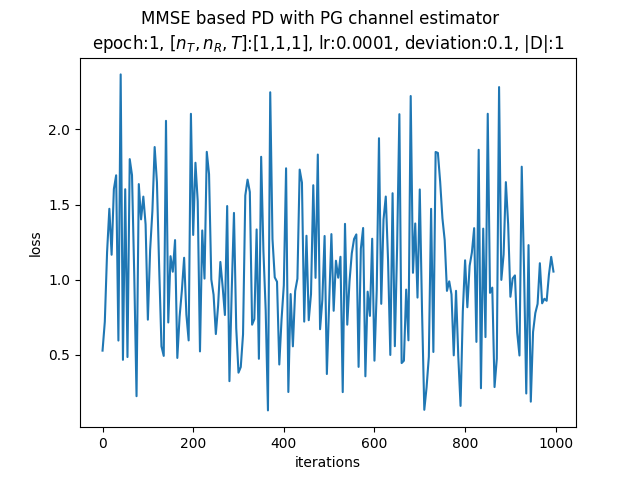 MMSE based PD with PG channel estimator
epoch:1, [n_T, n_R, T]:[1,1,1], lr:0.0001, deviation:0.1, |D|:1
2.0
1.5
1.0
0.5
loss
0 200 400 600 800 1000
iterations